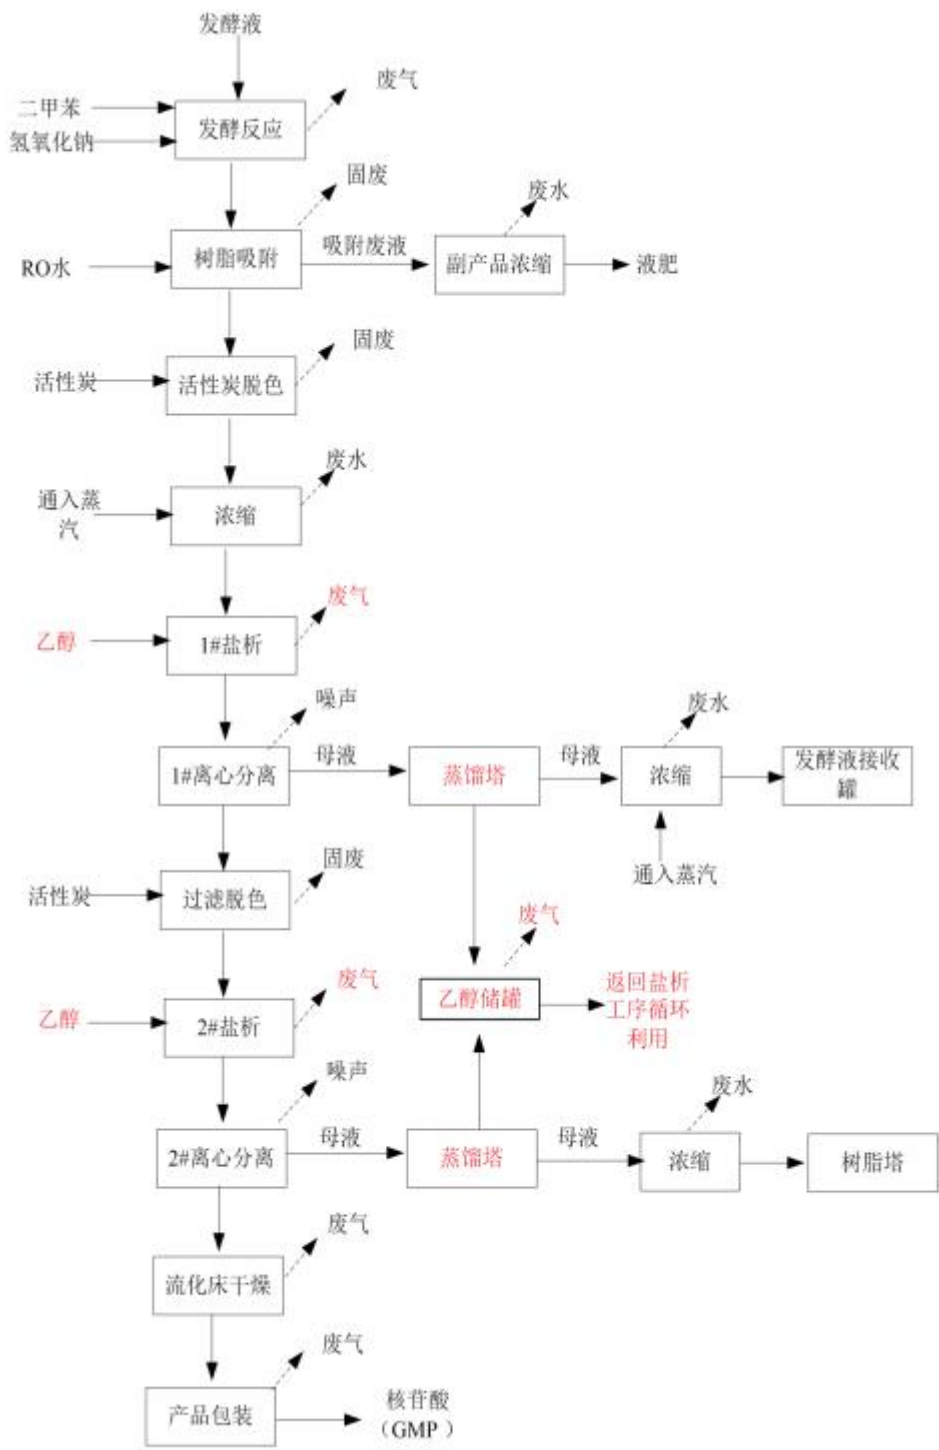 发酵液
废气
二甲苯
发酵反应
氢氧化钠
固废
废水
吸附废液
树脂吸附
副产品浓缩
液肥
RO水
固废
活性炭
活性炭脱色
废水
通入蒸
汽
浓缩
废气
乙醇
1#盐析
噪声
废水
母液
母液
1#离心分离
蒸馏塔
浓缩
发酵液接收
罐
固废
通入蒸汽
活性炭
过滤脱色
废气
废气
返回盐析
工序循环
利用
乙醇储罐
乙醇
2#盐析
噪声
废水
母液
母液
2#离心分离
蒸馏塔
浓缩
树脂塔
废气
流化床干燥
废气
产品包装
核苷酸
（GMP）